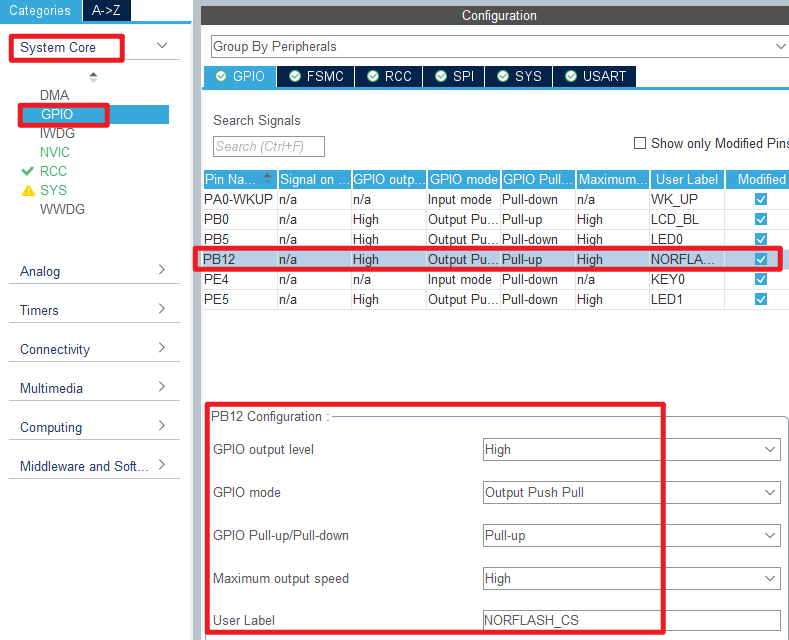 Categories A->Z
System Core
DMA
GPIO
IWDG
NVIC
RCC
SYS
WWDG
Analog
Timers
Connectivity
Multimedia
Computing
Middleware and Soft...
Configuration
Group By Peripherals
GPIO FSMC RCC SPI SYS USART
Search Signals
Search (Ctrl+F)
Show only Modified Pins
Pin Na... Signal on ... GPIO outp... GPIO mode GPIO Pull... Maximum... User Label Modified
PA0-WKUP n/a n/a Input mode Pull-down n/a WK_UP
PB0 n/a High Output Pu... Pull-up High LCD_BL
PB5 n/a High Output Pu... Pull-down High LED0
PB12 n/a High Output Pu... Pull-up High NORFLA...
PE4 n/a n/a Input mode Pull-down n/a KEY0
PE5 n/a High Output Pu... Pull-down High LED1
PB12 Configuration :
GPIO output level High
GPIO mode Output Push Pull
GPIO Pull-up/Pull-down Pull-up
Maximum output speed High
User Label NORFLASH_CS